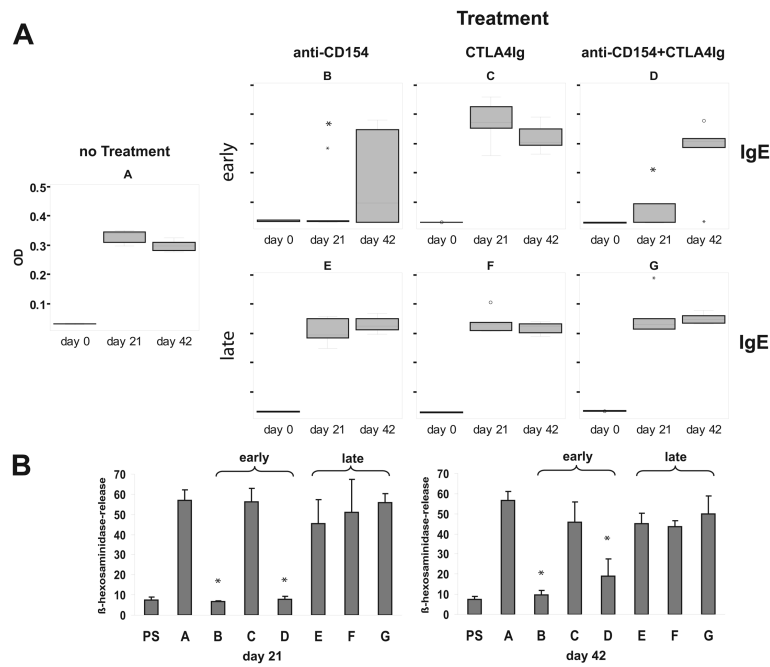 A
Treatment
anti-CD154 CTLA4Ig anti-CD154+CTLA4Ig
B C D
early IgE
day 0 day 21 day 42 day 0 day 21 day 42 day 0 day 21 day 42
no Treatment
A
OD
0.5
0.4
0.3
0.2
0.1
day 0 day 21 day 42
E F G
late IgE
day 0 day 21 day 42 day 0 day 21 day 42 day 0 day 21 day 42
B
early late
ß-hexosaminidase-release
70
60
50
40
30
20
10
0
* *
PS A B C D E F G
day 21
early late
ß-hexosaminidase-release
70
60
50
40
30
20
10
0
* *
PS A B C D E F G
day 42